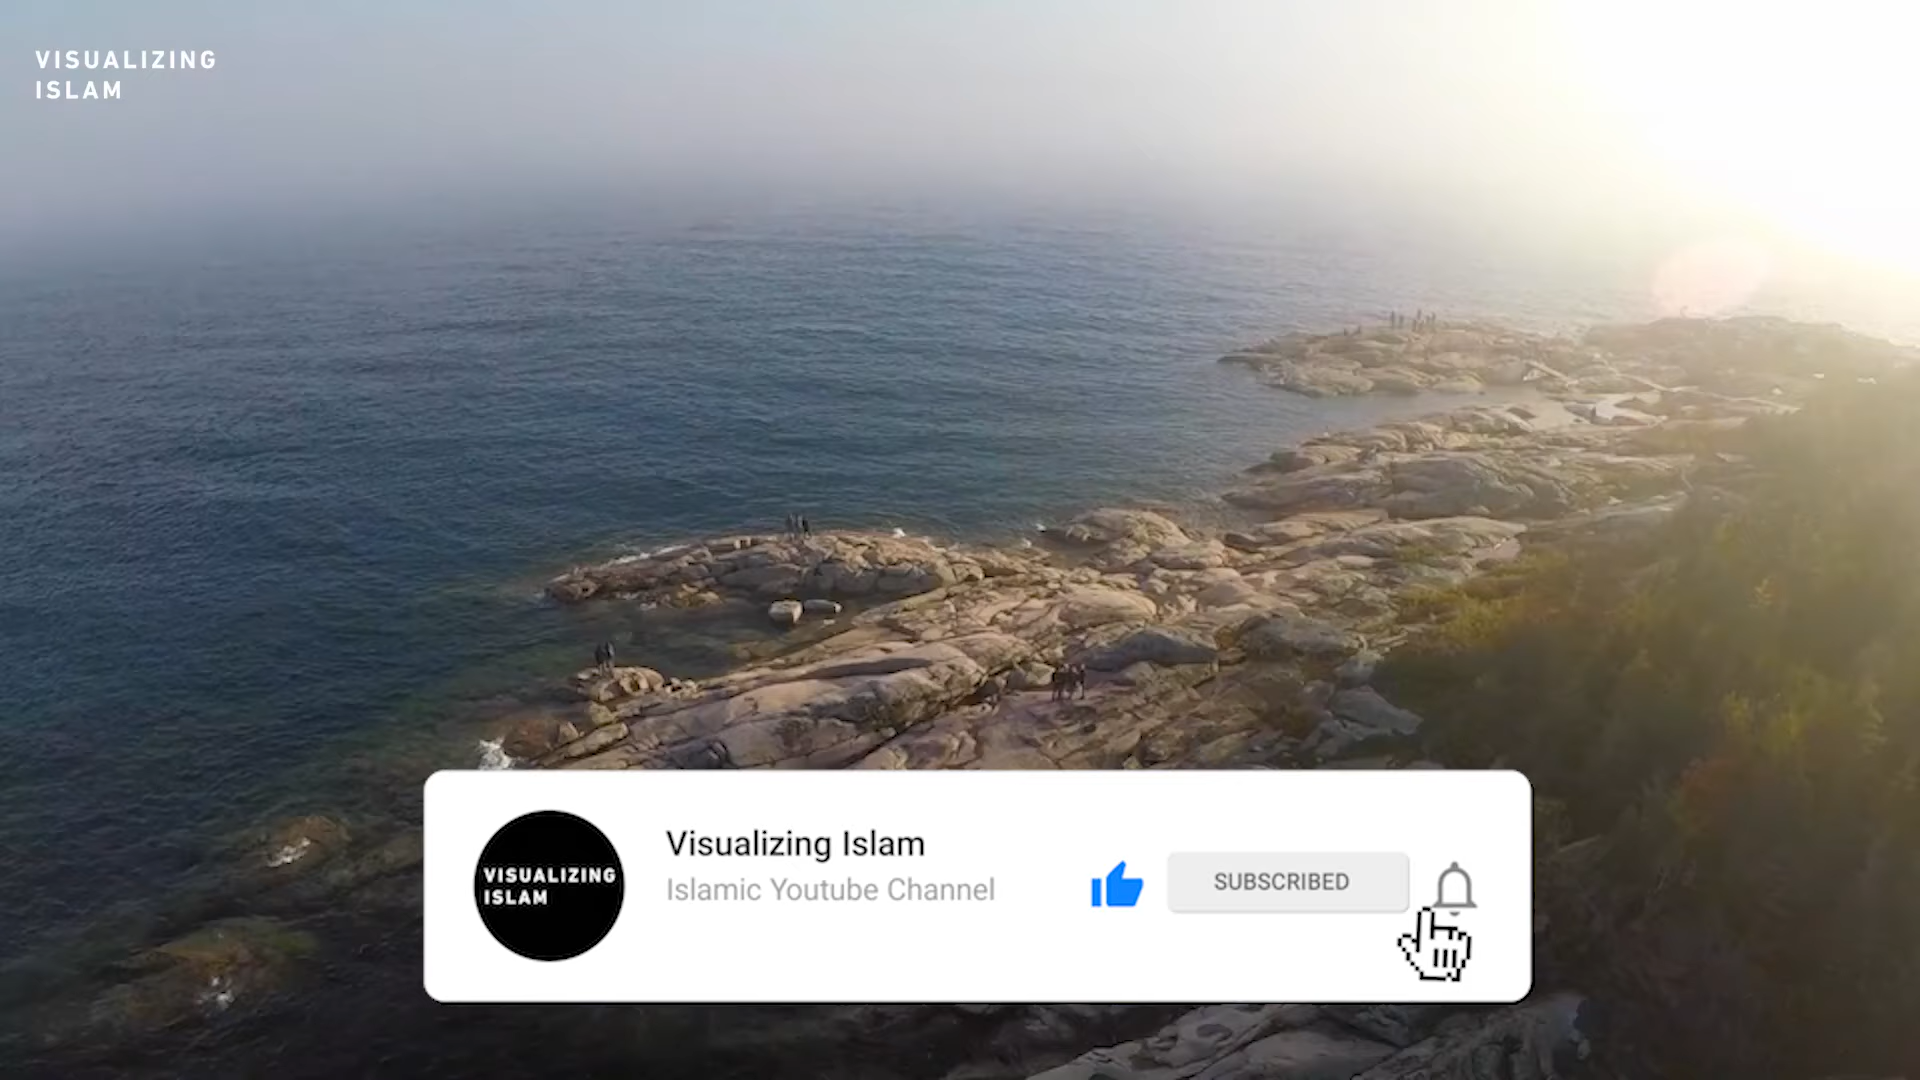 VISUALIZING
ISLAM
VISUALIZING
ISLAM
Visualizing Islam
Islamic Youtube Channel
SUBSCRIBED